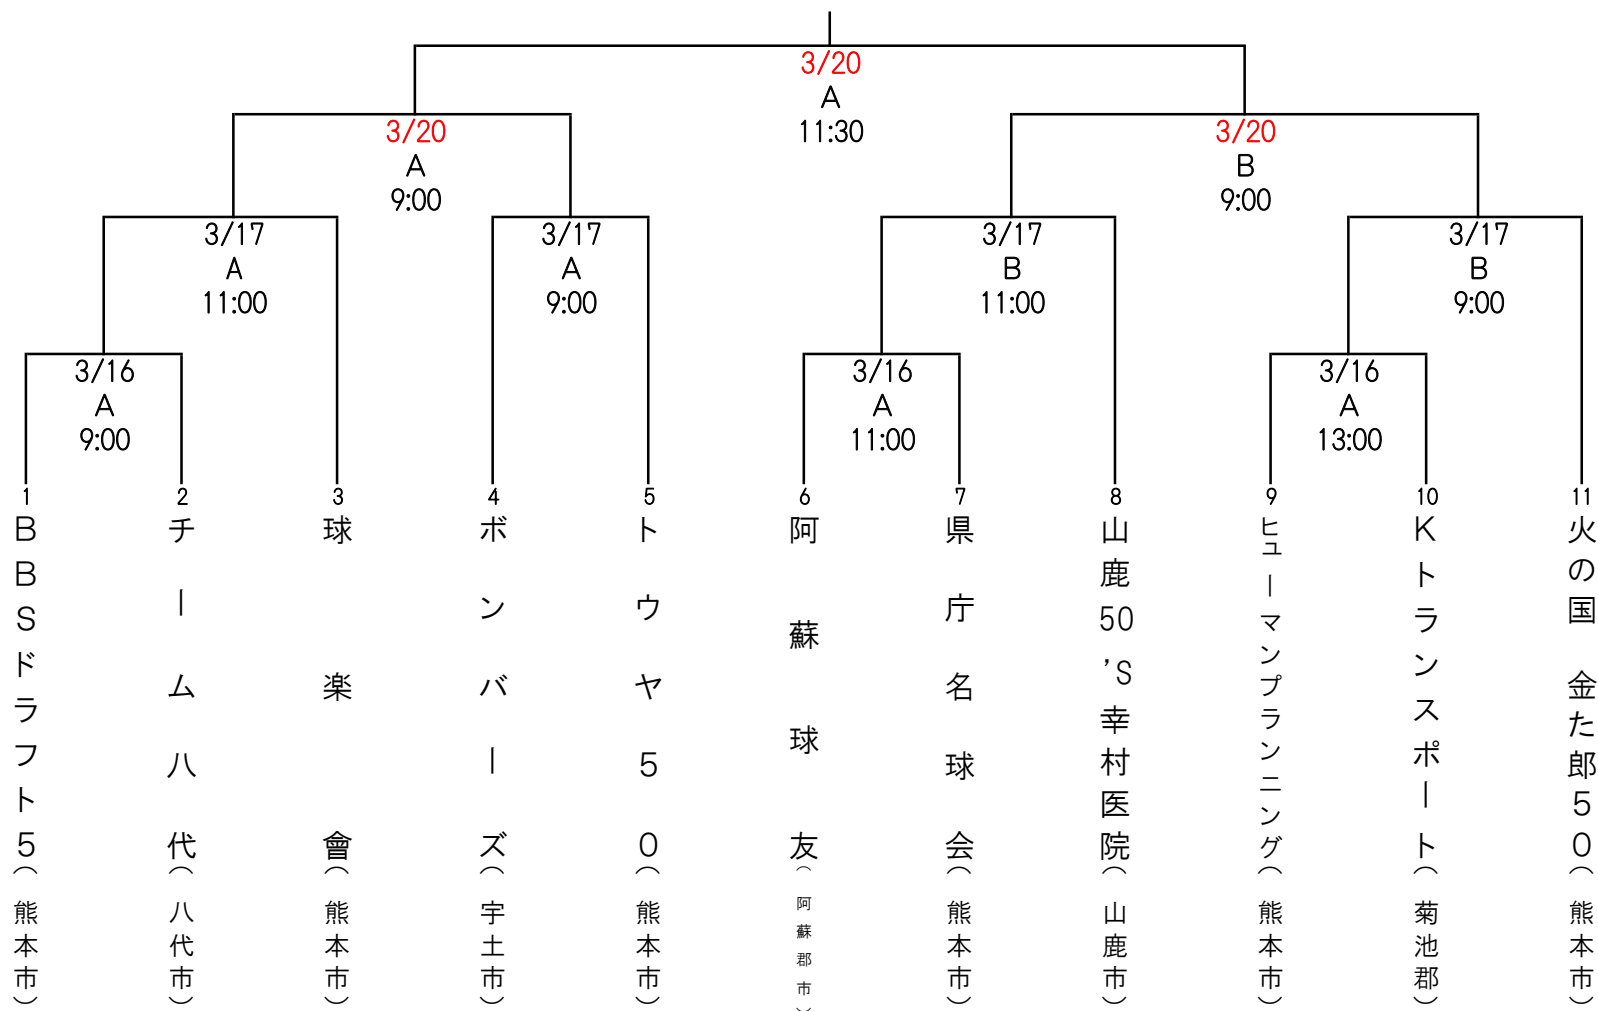 3/20
A
11:30
3/20
A
9:00
3/20
B
9:00
3/17
A
11:00
3/17
A
9:00
3/17
B
11:00
3/17
B
9:00
3/16
A
9:00
3/16
A
11:00
3/16
A
13:00
1
BBSドラフト5(熊本市)
2
チーム八代(八代市)
3
球楽會(熊本市)
4
ボンバーズ(宇土市)
5
トウヤ50(熊本市)
6
阿蘇球友(阿蘇郡市)
7
県庁名球会(熊本市)
8
山鹿50’S幸村医院(山鹿市)
9
ヒューマンプランニング(熊本市)
10
Kトランスポート(菊池郡)
11
火の国 金た郎50(熊本市)